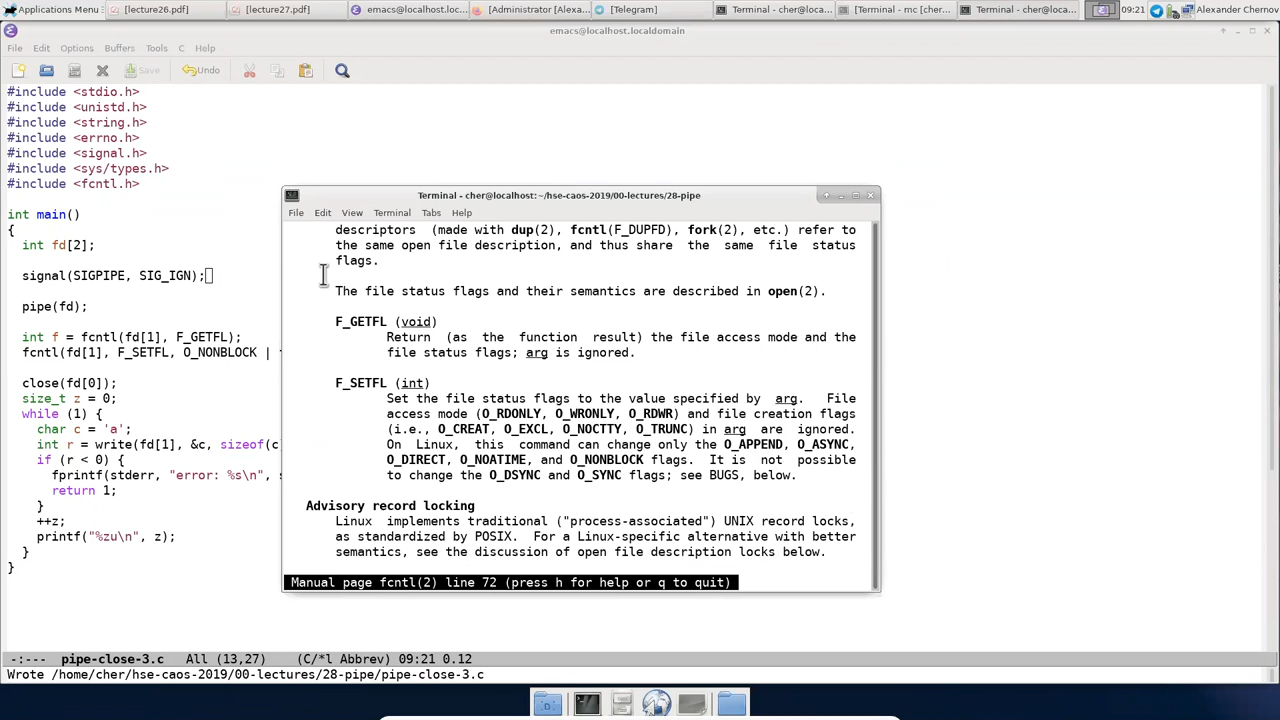 Applications Menu
[lecture26.pdf]
[lecture27.pdf]
emacs@localhost.lo...
[Administrator [Alexa...
[Telegram]
Terminal - cher@loca...
[Terminal - mc [cher...
Terminal - cher@loca...
09:21
Alexander Chernov
emacs@localhost.localdomain
File Edit Options Buffers Tools C Help
Save Undo
#include <stdio.h>
#include <unistd.h>
#include <string.h>
#include <errno.h>
#include <signal.h>
#include <sys/types.h>
#include <fcntl.h>
int main()
{
int fd[2];
signal(SIGPIPE, SIG_IGN);
pipe(fd);
int f = fcntl(fd[1], F_GETFL);
fcntl(fd[1], F_SETFL, O_NONBLOCK |
close(fd[0]);
size_t z = 0;
while (1) {
char c = 'a';
int r = write(fd[1], &c, sizeof(c
if (r < 0) {
fprintf(stderr, "error: %s\n", s
return 1;
}
++z;
printf("%zu\n", z);
}
}
Terminal - cher@localhost:~/hse-caos-2019/00-lectures/28-pipe
File Edit View Terminal Tabs Help
descriptors (made with dup(2), fcntl(F_DUPFD), fork(2), etc.) refer to
the same open file description, and thus share the same file status
flags.
The file status flags and their semantics are described in open(2).
F_GETFL (void)
Return (as the function result) the file access mode and the
file status flags; arg is ignored.
F_SETFL (int)
Set the file status flags to the value specified by arg. File
access mode (O_RDONLY, O_WRONLY, O_RDWR) and file creation flags
(i.e., O_CREAT, O_EXCL, O_NOCTTY, O_TRUNC) in arg are ignored.
On Linux, this command can change only the O_APPEND, O_ASYNC,
O_DIRECT, O_NOATIME, and O_NONBLOCK flags. It is not possible
to change the O_DSYNC and O_SYNC flags; see BUGS, below.
Advisory record locking
Linux implements traditional ("process-associated") UNIX record locks,
as standardized by POSIX. For a Linux-specific alternative with better
semantics, see the discussion of open file description locks below.
Manual page fcntl(2) line 72 (press h for help or q to quit)
-:--- pipe-close-3.c All (13,27) (C/*l Abbrev) 09:21 0.12
Wrote /home/cher/hse-caos-2019/00-lectures/28-pipe/pipe-close-3.c